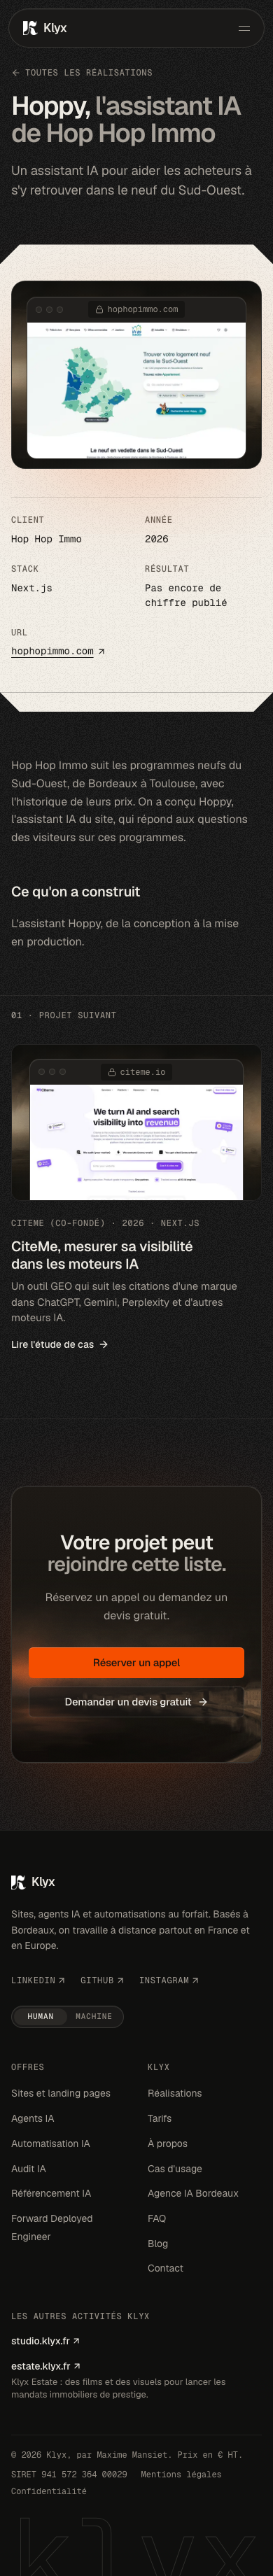 Klyx
← TOUTES LES RÉALISATIONS
Hoppy, l'assistant IA
de Hop Hop Immo
Un assistant IA pour aider les acheteurs à
s'y retrouver dans le neuf du Sud-Ouest.
hophopimmo.com
Trouvez votre logement neuf
dans le Sud-Ouest
Le neuf en vedette dans le Sud-Ouest
CLIENT
Hop Hop Immo
ANNÉE
2026
STACK
Next.js
RÉSULTAT
Pas encore de
chiffre publié
URL
hophopimmo.com ↗
Hop Hop Immo suit les programmes neufs du
Sud-Ouest, de Bordeaux à Toulouse, avec
l'historique de leurs prix. On a conçu Hoppy,
l'assistant IA du site, qui répond aux questions
des visiteurs sur ces programmes.
Ce qu'on a construit
L'assistant Hoppy, de la conception à la mise
en production.
01 · PROJET SUIVANT
citeme.io
We turn AI and search
visibility into revenue
CITEME (CO-FONDÉ) · 2026 · NEXT.JS
CiteMe, mesurer sa visibilité
dans les moteurs IA
Un outil GEO qui suit les citations d'une marque
dans ChatGPT, Gemini, Perplexity et d'autres
moteurs IA.
Lire l'étude de cas →
Votre projet peut
rejoindre cette liste.
Réservez un appel ou demandez un
devis gratuit.
Réserver un appel
Demander un devis gratuit →
Klyx
Sites, agents IA et automatisations au forfait. Basés à
Bordeaux, on travaille à distance partout en France et
en Europe.
LINKEDIN ↗ GITHUB ↗ INSTAGRAM ↗
HUMAN MACHINE
OFFRES
Sites et landing pages
Agents IA
Automatisation IA
Audit IA
Référencement IA
Forward Deployed
Engineer
KLYX
Réalisations
Tarifs
À propos
Cas d'usage
Agence IA Bordeaux
FAQ
Blog
Contact
LES AUTRES ACTIVITÉS KLYX
studio.klyx.fr ↗
estate.klyx.fr ↗
Klyx Estate : des films et des visuels pour lancer les
mandats immobiliers de prestige.
© 2026 Klyx, par Maxime Mansiet. Prix en € HT.
SIRET 941 572 364 00029 Mentions légales
Confidentialité
klyx